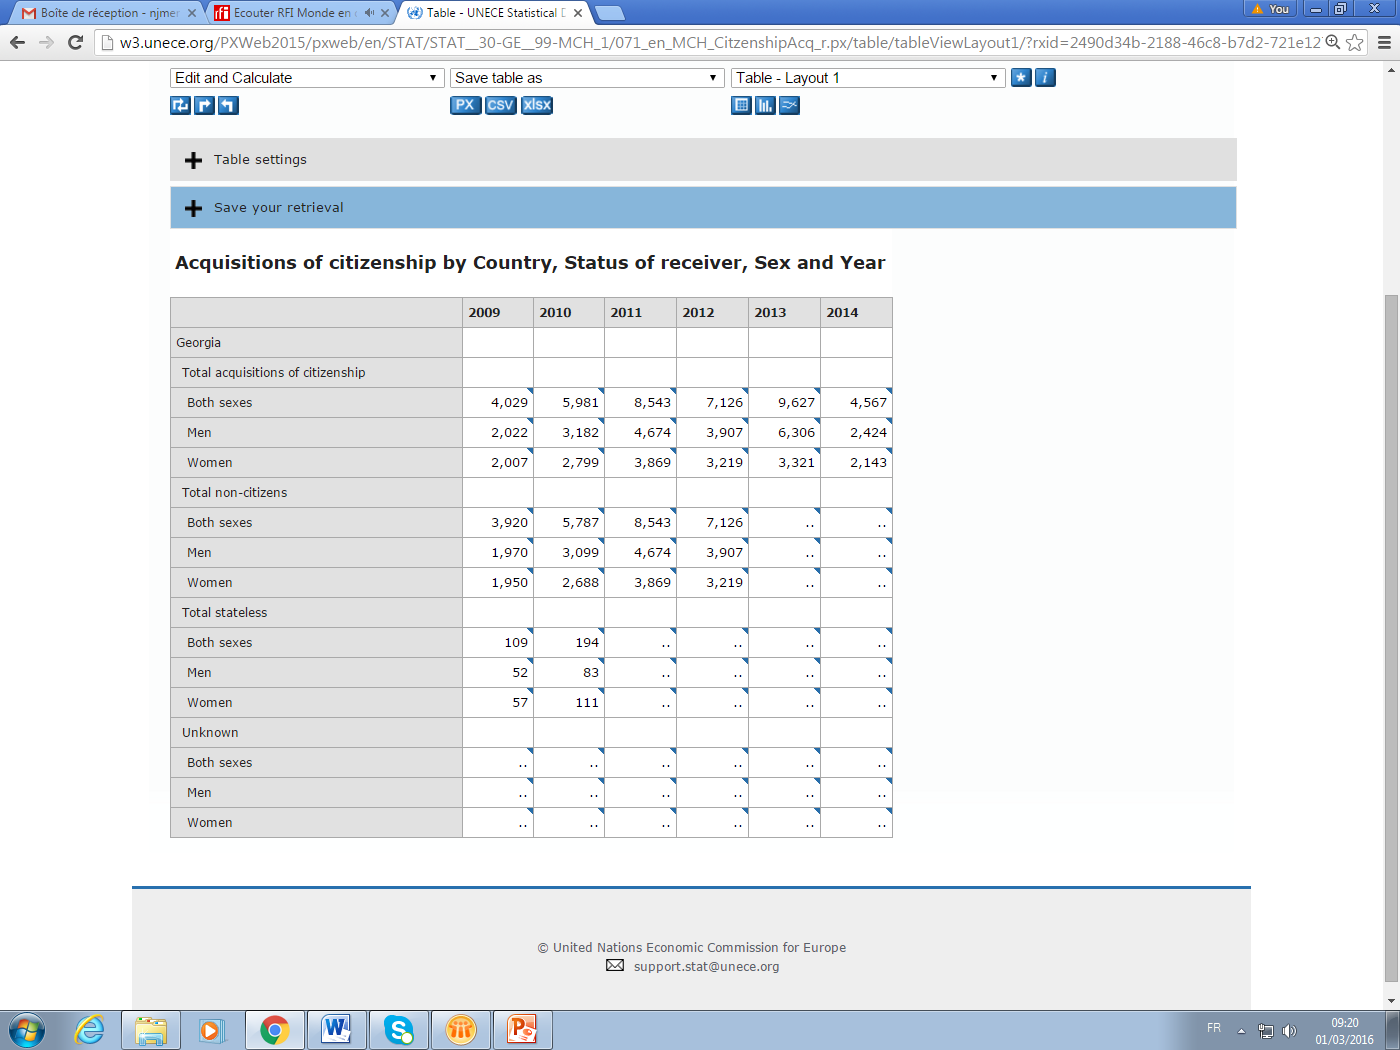 Boîte de réception - njmer
Ecouter RFI Monde en
Table - UNECE Statistical D
You
w3.unece.org/PXWeb2015/pxweb/en/STAT/STAT__30-GE__99-MCH_1/071_en_MCH_CitzenshipAcq_r.px/table/tableViewLayout1/?rxid=2490d34b-2188-46c8-b7d2-721e12
Edit and Calculate Save table as Table - Layout 1
PX CSV xlsx
Table settings
Save your retrieval
Acquisitions of citizenship by Country, Status of receiver, Sex and Year
2009 2010 2011 2012 2013 2014
Georgia
Total acquisitions of citizenship
Both sexes 4,029 5,981 8,543 7,126 9,627 4,567
Men 2,022 3,182 4,674 3,907 6,306 2,424
Women 2,007 2,799 3,869 3,219 3,321 2,143
Total non-citizens
Both sexes 3,920 5,787 8,543 7,126 .. ..
Men 1,970 3,099 4,674 3,907 .. ..
Women 1,950 2,688 3,869 3,219 .. ..
Total stateless
Both sexes 109 194 .. .. .. ..
Men 52 83 .. .. .. ..
Women 57 111 .. .. .. ..
Unknown
Both sexes .. .. .. .. .. ..
Men .. .. .. .. .. ..
Women .. .. .. .. .. ..
© United Nations Economic Commission for Europe
support.stat@unece.org
FR 09:20
01/03/2016